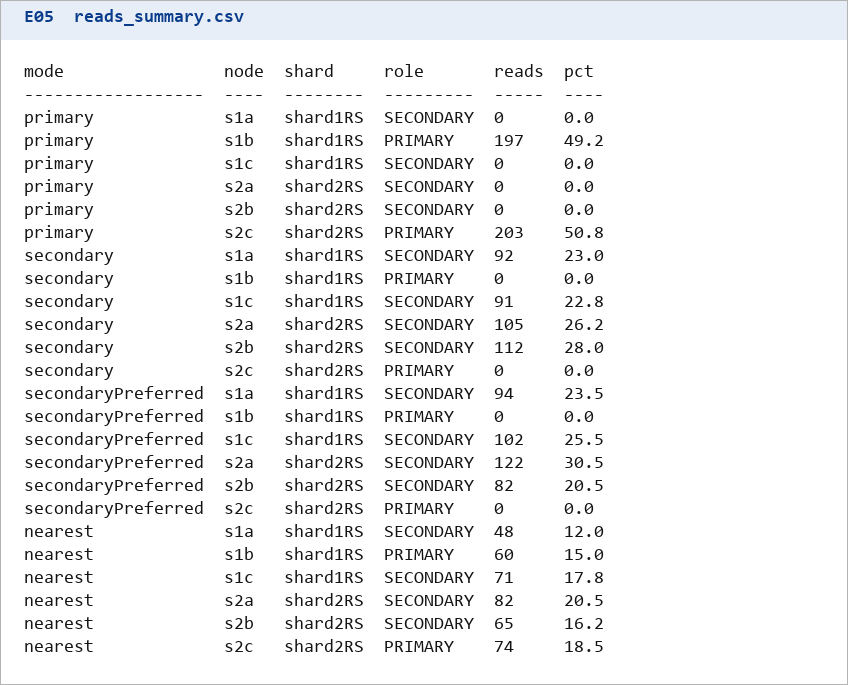 E05  reads_summary.csv
mode                node  shard     role       reads  pct
------------------  ----  --------  ---------  -----  ----
primary             s1a   shard1RS  SECONDARY  0      0.0
primary             s1b   shard1RS  PRIMARY    197    49.2
primary             s1c   shard1RS  SECONDARY  0      0.0
primary             s2a   shard2RS  SECONDARY  0      0.0
primary             s2b   shard2RS  SECONDARY  0      0.0
primary             s2c   shard2RS  PRIMARY    203    50.8
secondary           s1a   shard1RS  SECONDARY  92     23.0
secondary           s1b   shard1RS  PRIMARY    0      0.0
secondary           s1c   shard1RS  SECONDARY  91     22.8
secondary           s2a   shard2RS  SECONDARY  105    26.2
secondary           s2b   shard2RS  SECONDARY  112    28.0
secondary           s2c   shard2RS  PRIMARY    0      0.0
secondaryPreferred  s1a   shard1RS  SECONDARY  94     23.5
secondaryPreferred  s1b   shard1RS  PRIMARY    0      0.0
secondaryPreferred  s1c   shard1RS  SECONDARY  102    25.5
secondaryPreferred  s2a   shard2RS  SECONDARY  122    30.5
secondaryPreferred  s2b   shard2RS  SECONDARY  82     20.5
secondaryPreferred  s2c   shard2RS  PRIMARY    0      0.0
nearest             s1a   shard1RS  SECONDARY  48     12.0
nearest             s1b   shard1RS  PRIMARY    60     15.0
nearest             s1c   shard1RS  SECONDARY  71     17.8
nearest             s2a   shard2RS  SECONDARY  82     20.5
nearest             s2b   shard2RS  SECONDARY  65     16.2
nearest             s2c   shard2RS  PRIMARY    74     18.5